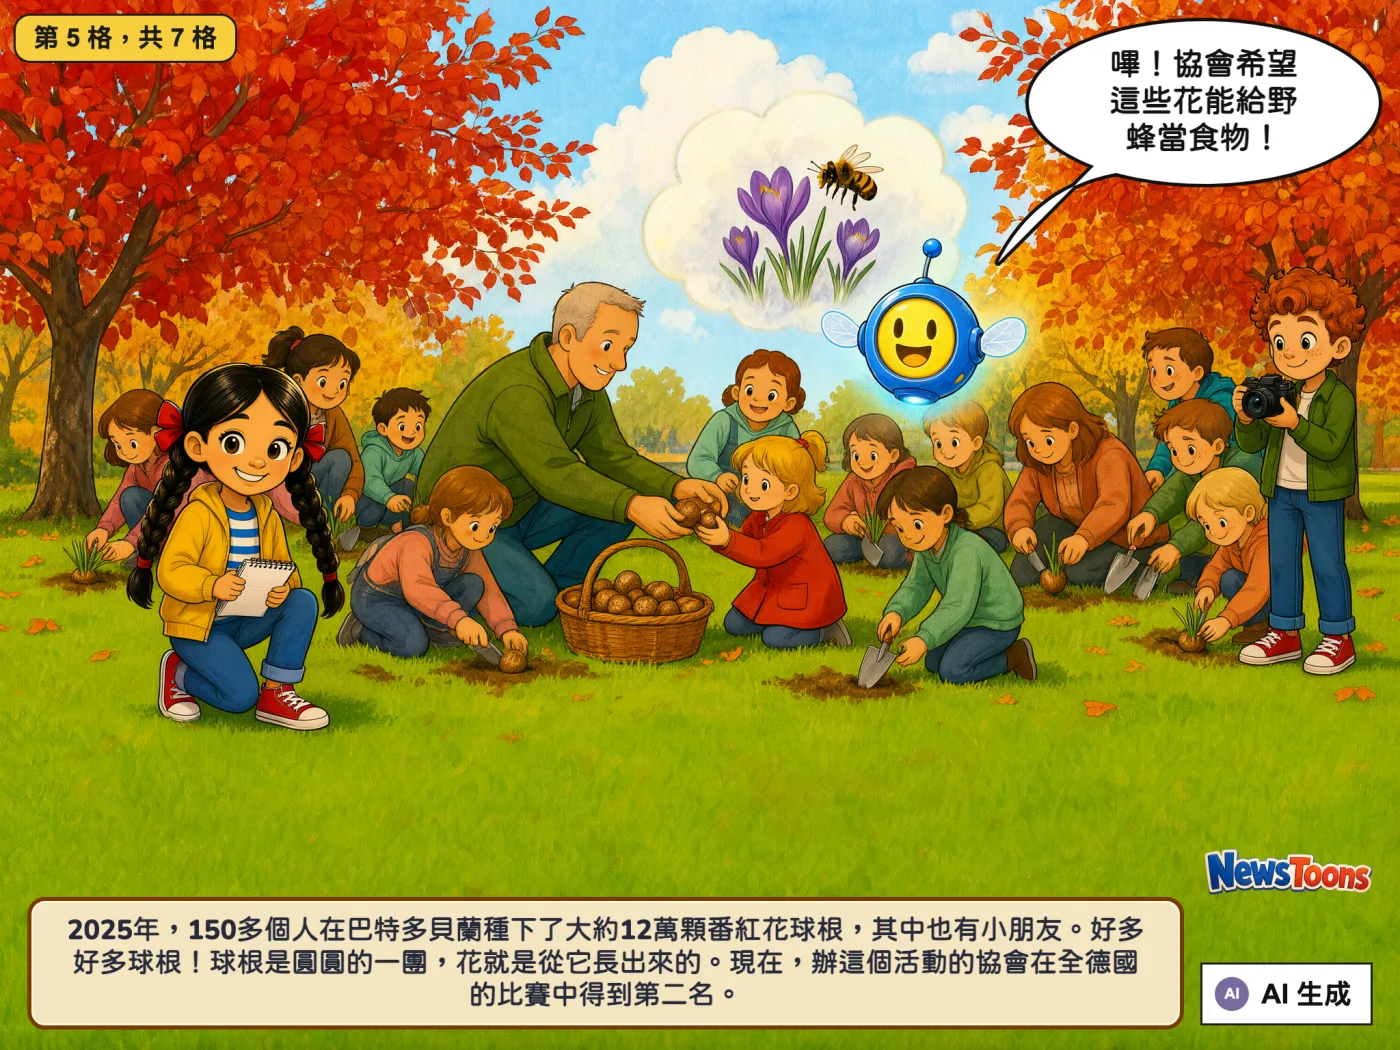 第 5 格，共 7 格
嗶！協會希望
這些花能給野
蜂當食物！
NewsToons
2025年，150多個人在巴特多貝蘭種下了大約12萬顆番紅花球根，其中也有小朋友。好多
好多球根！球根是圓圓的一團，花就是從它長出來的。現在，辦這個活動的協會在全德國
的比賽中得到第二名。
AI AI 生成